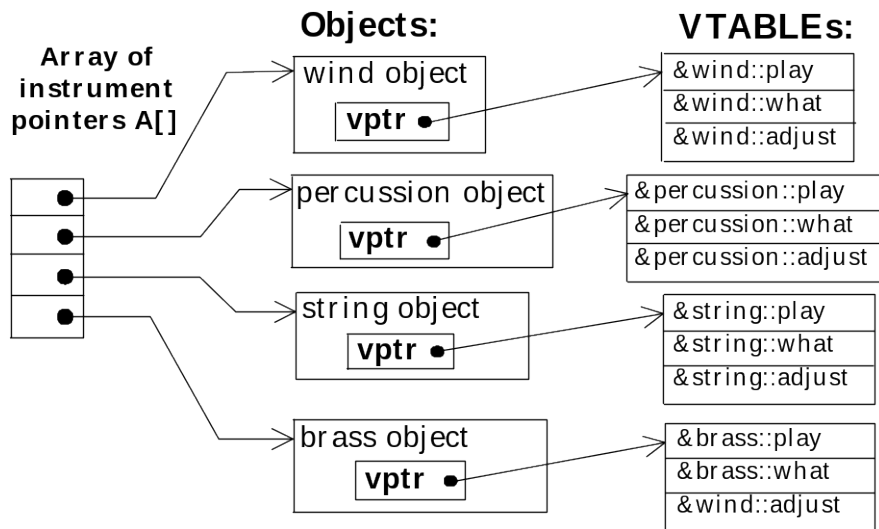 Objects:
VTABLEs:
Array of
instrument
pointers A[]
wind object
vptr
&wind::play
&wind::what
&wind::adjust
percussion object
vptr
&percussion::play
&percussion::what
&percussion::adjust
string object
vptr
&string::play
&string::what
&string::adjust
brass object
vptr
&brass::play
&brass::what
&wind::adjust